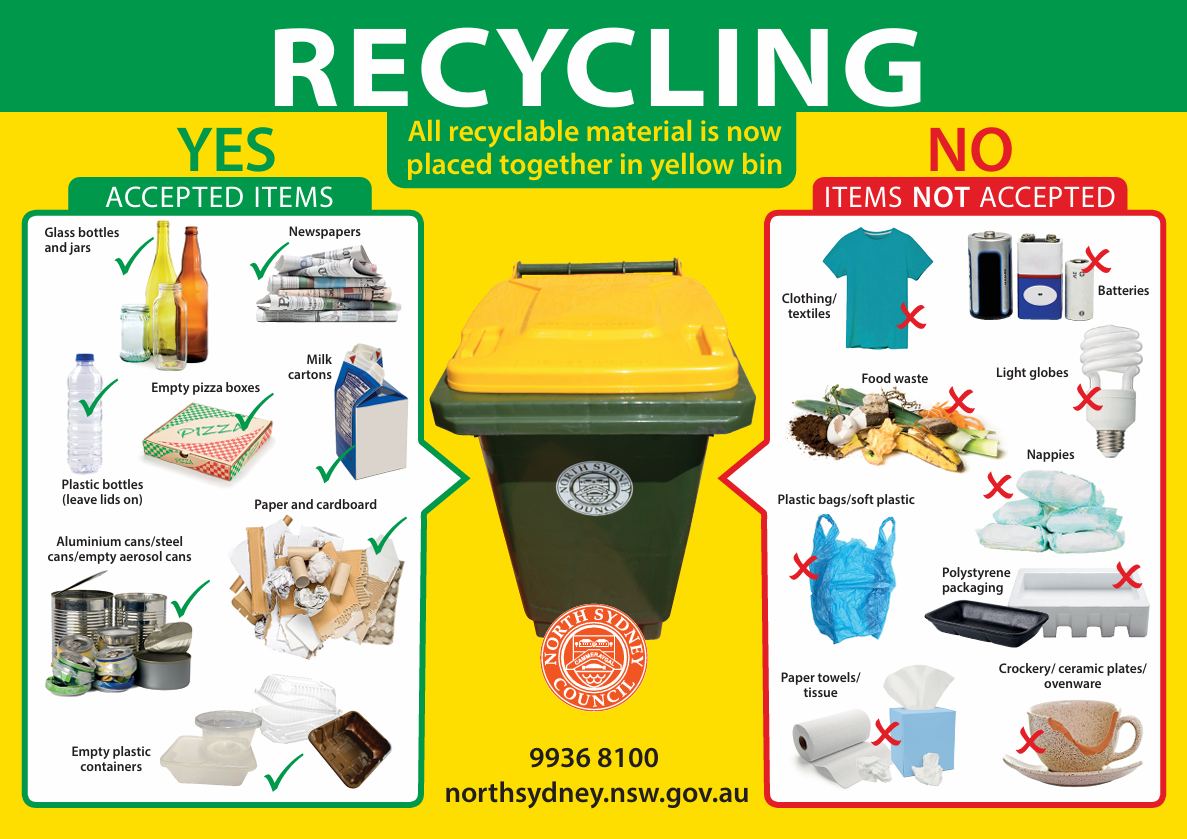 RECYCLING
All recyclable material is now
placed together in yellow bin
YES
ACCEPTED ITEMS
Glass bottles
and jars
Newspapers
Milk
cartons
Empty pizza boxes
PIZZA
PIZZA
Plastic bottles
(leave lids on)
Paper and cardboard
Aluminium cans/steel
cans/empty aerosol cans
Empty plastic
containers
NORTH SYDNEY
COUNCIL
NORTH SYDNEY
CAMMERAYGAL
COUNCIL
9936 8100
northsydney.nsw.gov.au
NO
ITEMS NOT ACCEPTED
Clothing/
textiles
Batteries
Light globes
Food waste
Nappies
Plastic bags/soft plastic
Polystyrene
packaging
Paper towels/
tissue
Crockery/ ceramic plates/
ovenware